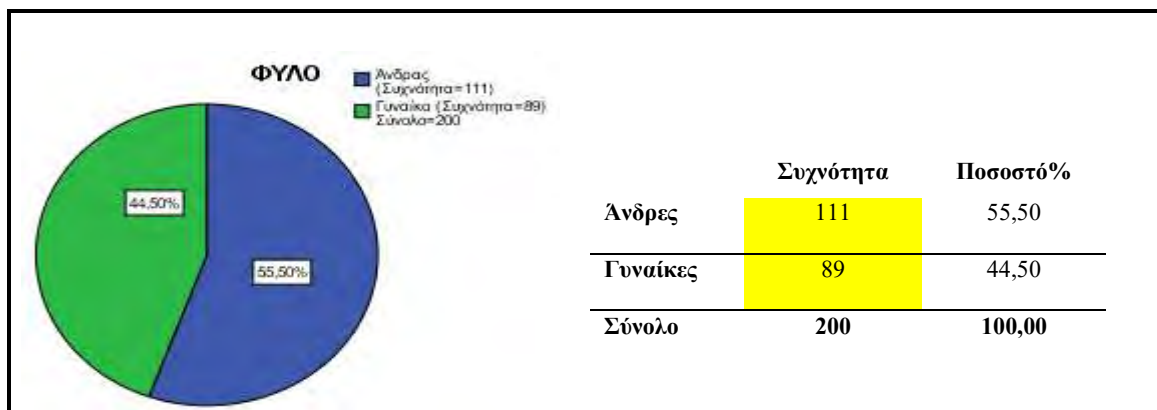 ΦΥΛΟ
Άνδρας
(Συχνότητα=111)
Γυναίκα (Συχνότητα=89)
Σύνολο=200
44,50%
55,50%
Συχνότητα Ποσοστό%
Άνδρες 111 55,50
Γυναίκες 89 44,50
Σύνολο 200 100,00